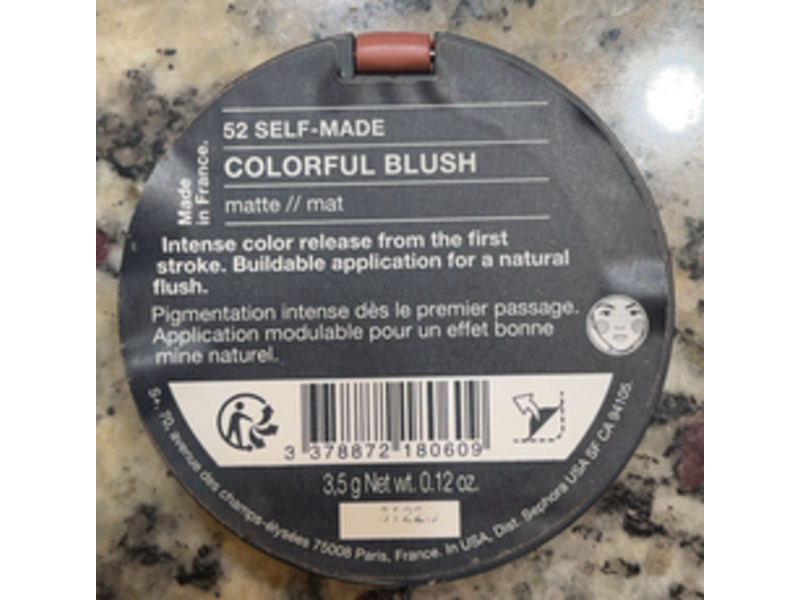 52 SELF-MADE
COLORFUL BLUSH
matte // mat
Made
in France.
Intense color release from the first
stroke. Buildable application for a natural
flush.
Pigmentation intense dès le premier passage.
Application modulable pour un effet bonne
mine naturel.
3 378872 180609
3,5 g Net wt. 0.12 oz.
70, avenue des champs-élysées 75008 Paris, France. In USA, Dist. Sephora USA SF CA 94105.